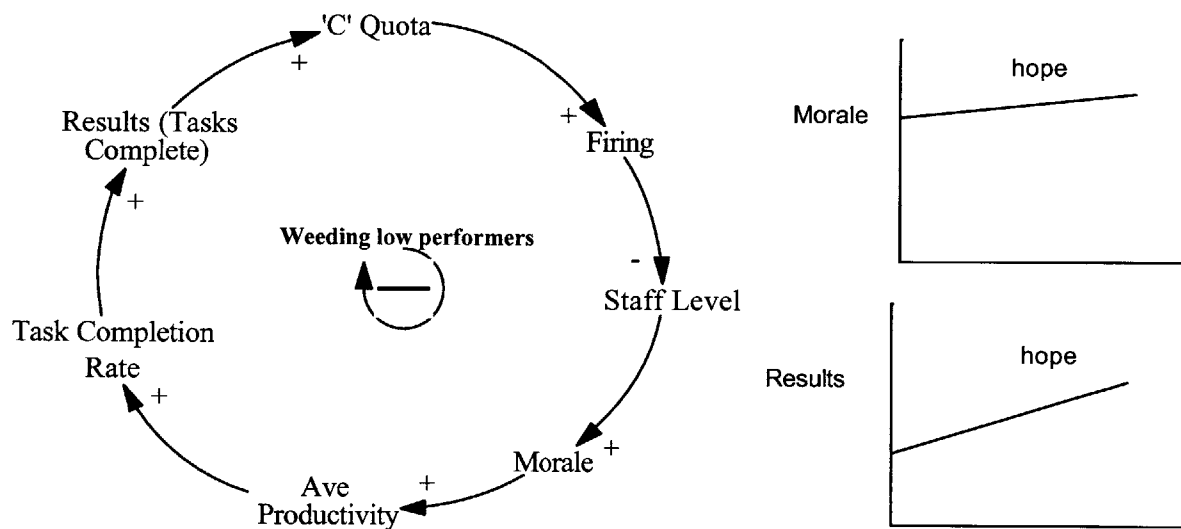 'C' Quota
+
+
Firing
-
Staff Level
+
Morale
+
Ave
Productivity
+
Task Completion
Rate
+
Results (Tasks
Complete)
Weeding low performers
hope
Morale
hope
Results